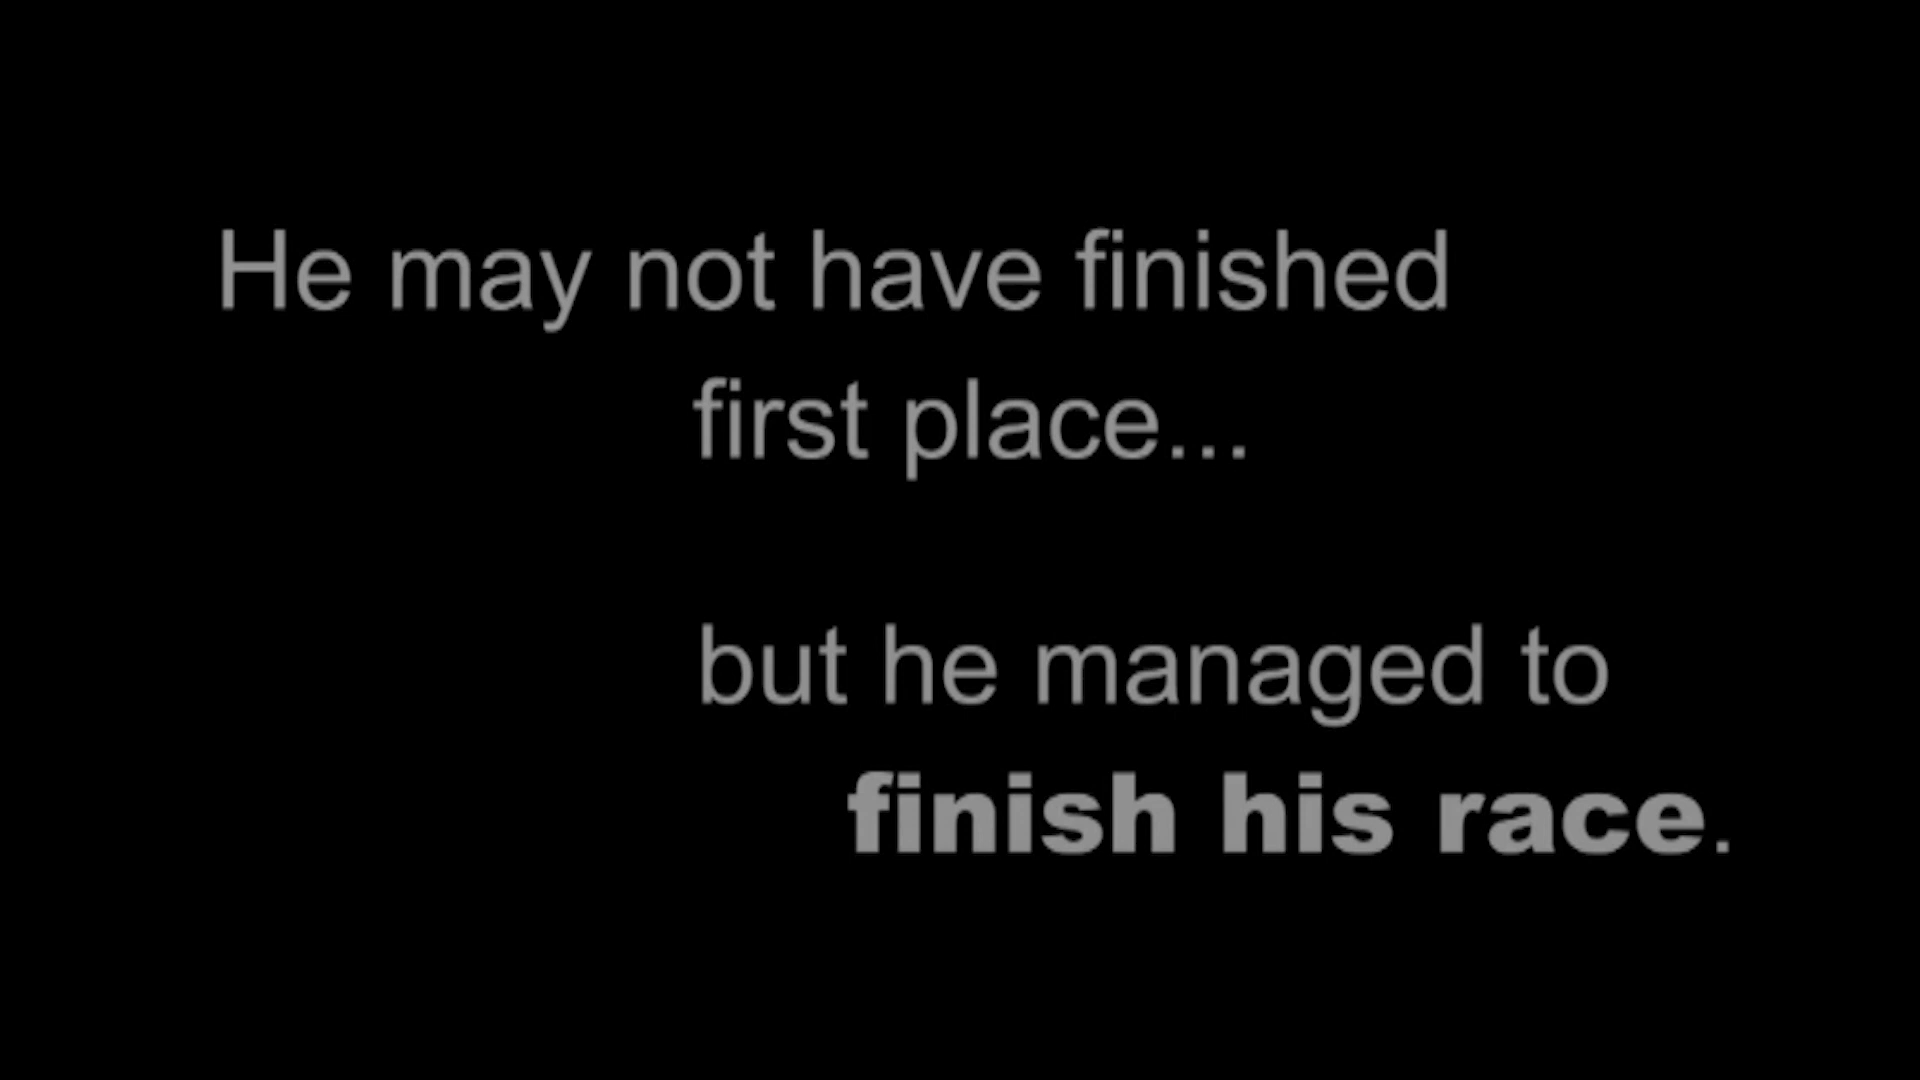 He may not have finished
first place...
but he managed to
finish his race.